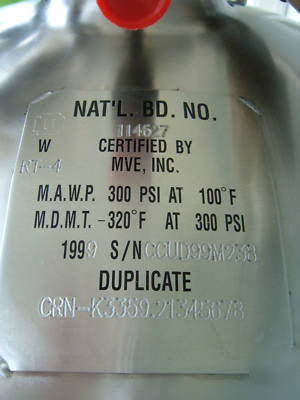 NAT'L. BD. NO.
U 114627
W CERTIFIED BY
RT-4 MVE, INC.
M.A.W.P. 300 PSI AT 100°F
M.D.M.T. -320°F AT 300 PSI
1999 S/N CCUD99M238
DUPLICATE
CRN-K3359.21345678